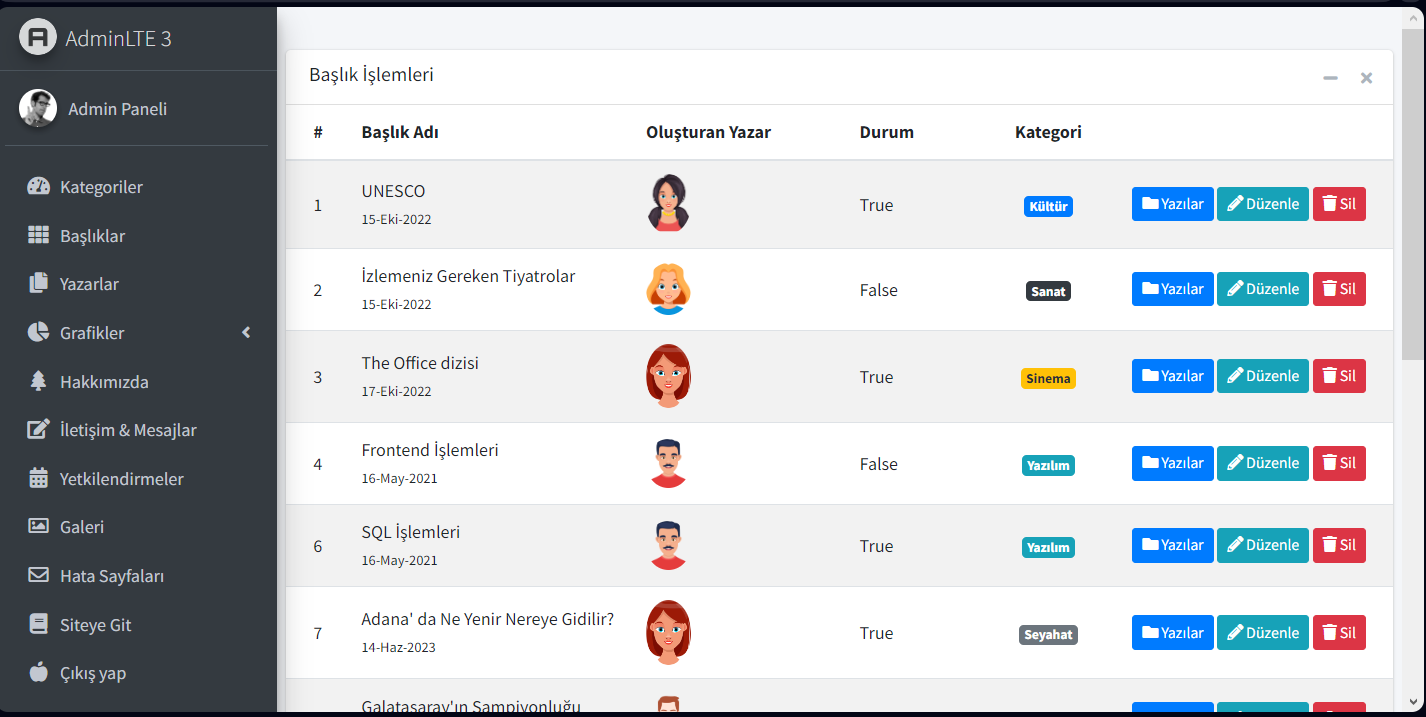 AdminLTE 3
Admin Paneli
Kategoriler
Başlıklar
Yazarlar
Grafikler
Hakkımızda
İletişim & Mesajlar
Yetkilendirmeler
Galeri
Hata Sayfaları
Siteye Git
Çıkış yap
Başlık İşlemleri
# Başlık Adı Oluşturan Yazar Durum Kategori
1 UNESCO True Kültür Yazılar Düzenle Sil
15-Eki-2022
2 İzlemeniz Gereken Tiyatrolar False Sanat Yazılar Düzenle Sil
15-Eki-2022
3 The Office dizisi True Sinema Yazılar Düzenle Sil
17-Eki-2022
4 Frontend İşlemleri False Yazılım Yazılar Düzenle Sil
16-May-2021
6 SQL İşlemleri True Yazılım Yazılar Düzenle Sil
16-May-2021
7 Adana' da Ne Yenir Nereye Gidilir? True Seyahat Yazılar Düzenle Sil
14-Haz-2023
Galatasaray'ın Şampiyonluğu